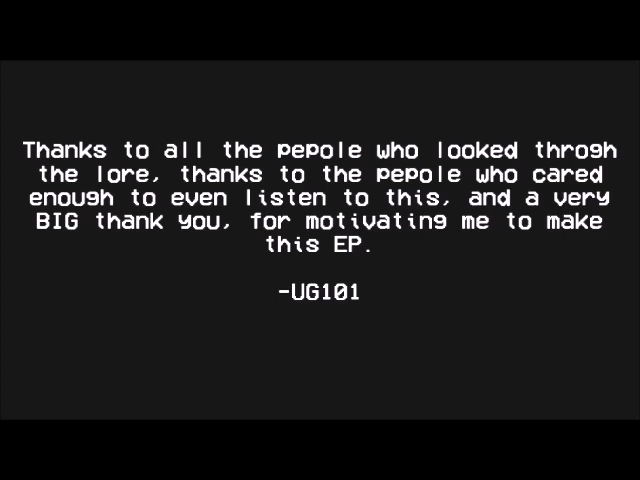 Thanks to all the pepole who looked throgh
the lore, thanks to the pepole who cared
enough to even listen to this, and a very
BIG thank you, for motivating me to make
this EP.
-UG101